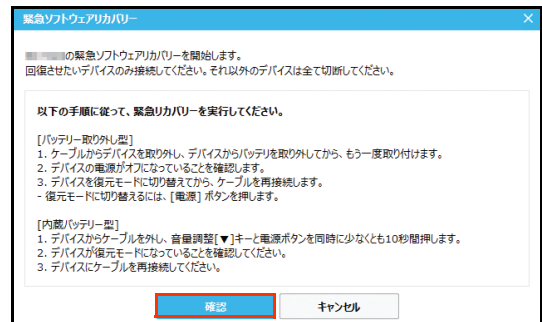 緊急ソフトウェアリカバリー
の緊急ソフトウェアリカバリーを開始します。
回復させたいデバイスのみ接続してください。それ以外のデバイスは全て切断してください。
以下の手順に従って、緊急リカバリーを実行してください。
[バッテリー取り外し型]
1. ケーブルからデバイスを取り外し、デバイスからバッテリを取り外してから、もう一度取り付けます。
2. デバイスの電源がオフになっていることを確認します。
3. デバイスを復元モードに切り替えてから、ケーブルを再接続します。
- 復元モードに切り替えるには、[電源] ボタンを押します。
[内蔵バッテリー型]
1. デバイスからケーブルを外し、音量調整[▼]キーと電源ボタンを同時に少なくとも10秒間押します。
2. デバイスが復元モードになっていることを確認してください。
3. デバイスにケーブルを再接続してください。
確認
キャンセル